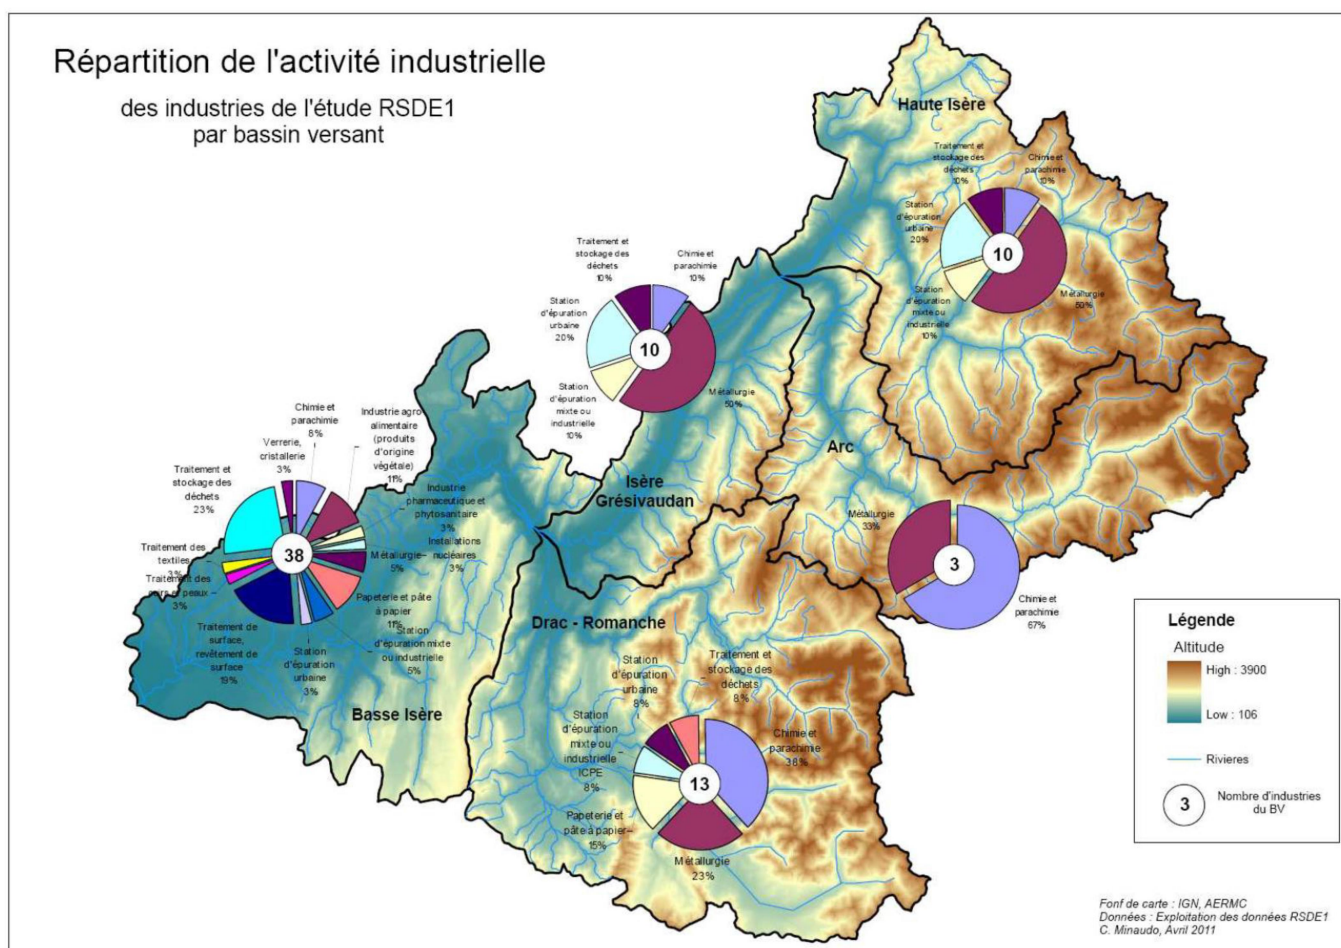 Répartition de l'activité industrielle
des industries de l'étude RSDE1
par bassin versant
Haute Isère
Traitement et
stockage des
déchets
10%
Chimie et
parachimie
10%
Station
d'épuration
urbaine
20%
10
Station
d'épuration
mixte ou
industrielle
10%
Métallurgie
50%
Traitement et
stockage des
déchets
10%
Chimie et
parachimie
10%
Station
d'épuration
urbaine
20%
10
Station
d'épuration
mixte ou
industrielle
10%
Métallurgie
50%
Isère
Grésivaudan
Arc
Métallurgie
33%
3
Chimie et
parachimie
67%
Chimie et
parachimie
8%
Industrie agro
alimentaire
(produits
d'origine
végétale)
11%
Verrerie,
cristallerie
3%
Traitement et
stockage des
déchets
23%
Industrie
pharmaceutique et
phytosanitaire
3%
Installations
nucléaires
3%
38
Métallurgie
5%
Traitement des
textiles
3%
Traitement des
cuirs et peaux
3%
Papeterie et pâte
à papier
11%
Traitement de
surface,
revêtement de
surface
19%
Station
d'épuration
urbaine
3%
Station
d'épuration mixte
ou industrielle
5%
Basse Isère
Drac - Romanche
Station
d'épuration
urbaine
8%
Traitement et
stockage des
déchets
8%
Station
d'épuration
mixte ou
industrielle
ICPE
8%
Chimie et
parachimie
38%
13
Papeterie et
pâte à papier
15%
Métallurgie
23%
Légende
Altitude
High : 3900
Low : 106
Rivieres
3
Nombre d'industries
du BV
Fonf de carte : IGN, AERMC
Données : Exploitation des données RSDE1
C. Minaudo, Avril 2011